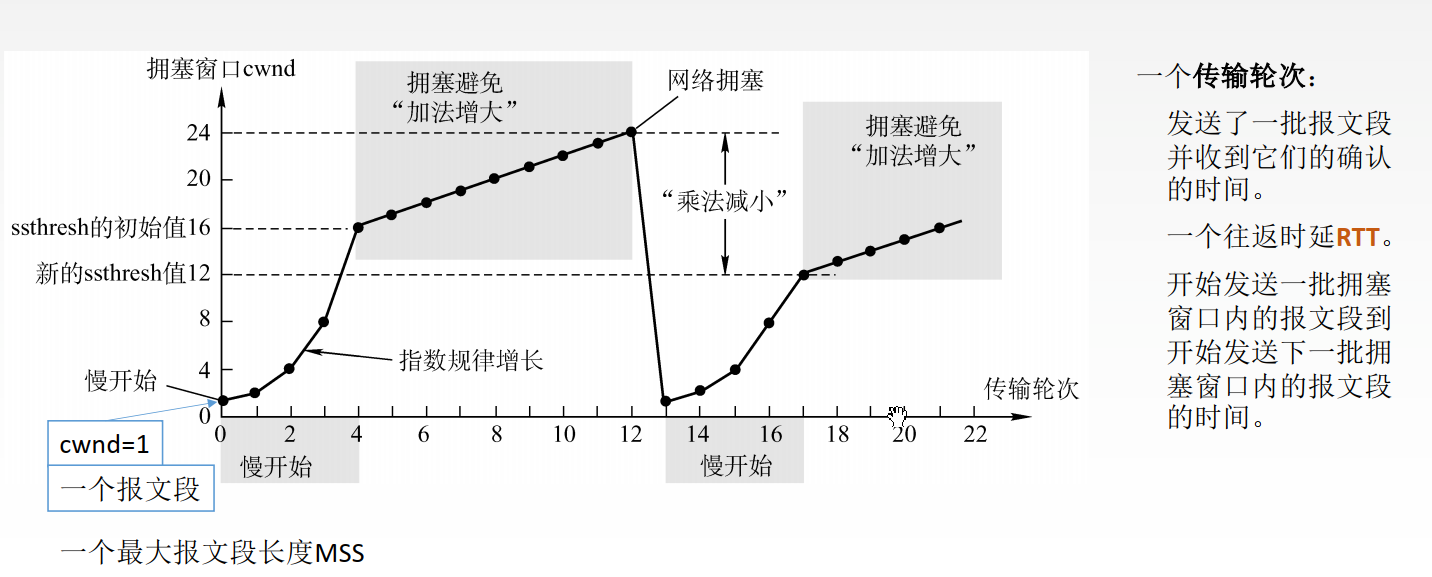 拥塞窗口cwnd
拥塞避免
“加法增大”
网络拥塞
24
20
ssthresh的初始值16
新的ssthresh值12
8
4
0
“乘法减小”
拥塞避免
“加法增大”
指数规律增长
慢开始
传输轮次
0 2 4 6 8 10 12 14 16 18 20 22
慢开始
慢开始
cwnd=1
一个报文段
一个最大报文段长度MSS
一个传输轮次：
发送了一批报文段
并收到它们的确认
的时间。
一个往返时延RTT。
开始发送一批拥塞
窗口内的报文段到
开始发送下一批拥
塞窗口内的报文段
的时间。